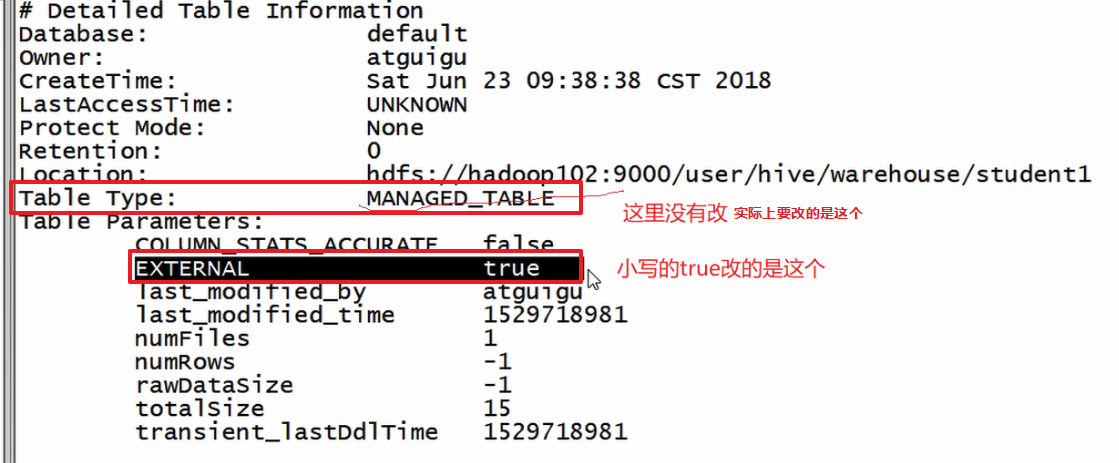 # Detailed Table Information
Database: default
Owner: atguigu
CreateTime: Sat Jun 23 09:38:38 CST 2018
LastAccessTime: UNKNOWN
Protect Mode: None
Retention: 0
Location: hdfs://hadoop102:9000/user/hive/warehouse/student1
Table Type: MANAGED_TABLE
这里没有改 实际上要改的是这个
Table Parameters:
COLUMN_STATS_ACCURATE false
EXTERNAL true
小写的true改的是这个
last_modified_by atguigu
last_modified_time 1529718981
numFiles 1
numRows -1
rawDataSize -1
totalSize 15
transient_lastDdlTime 1529718981